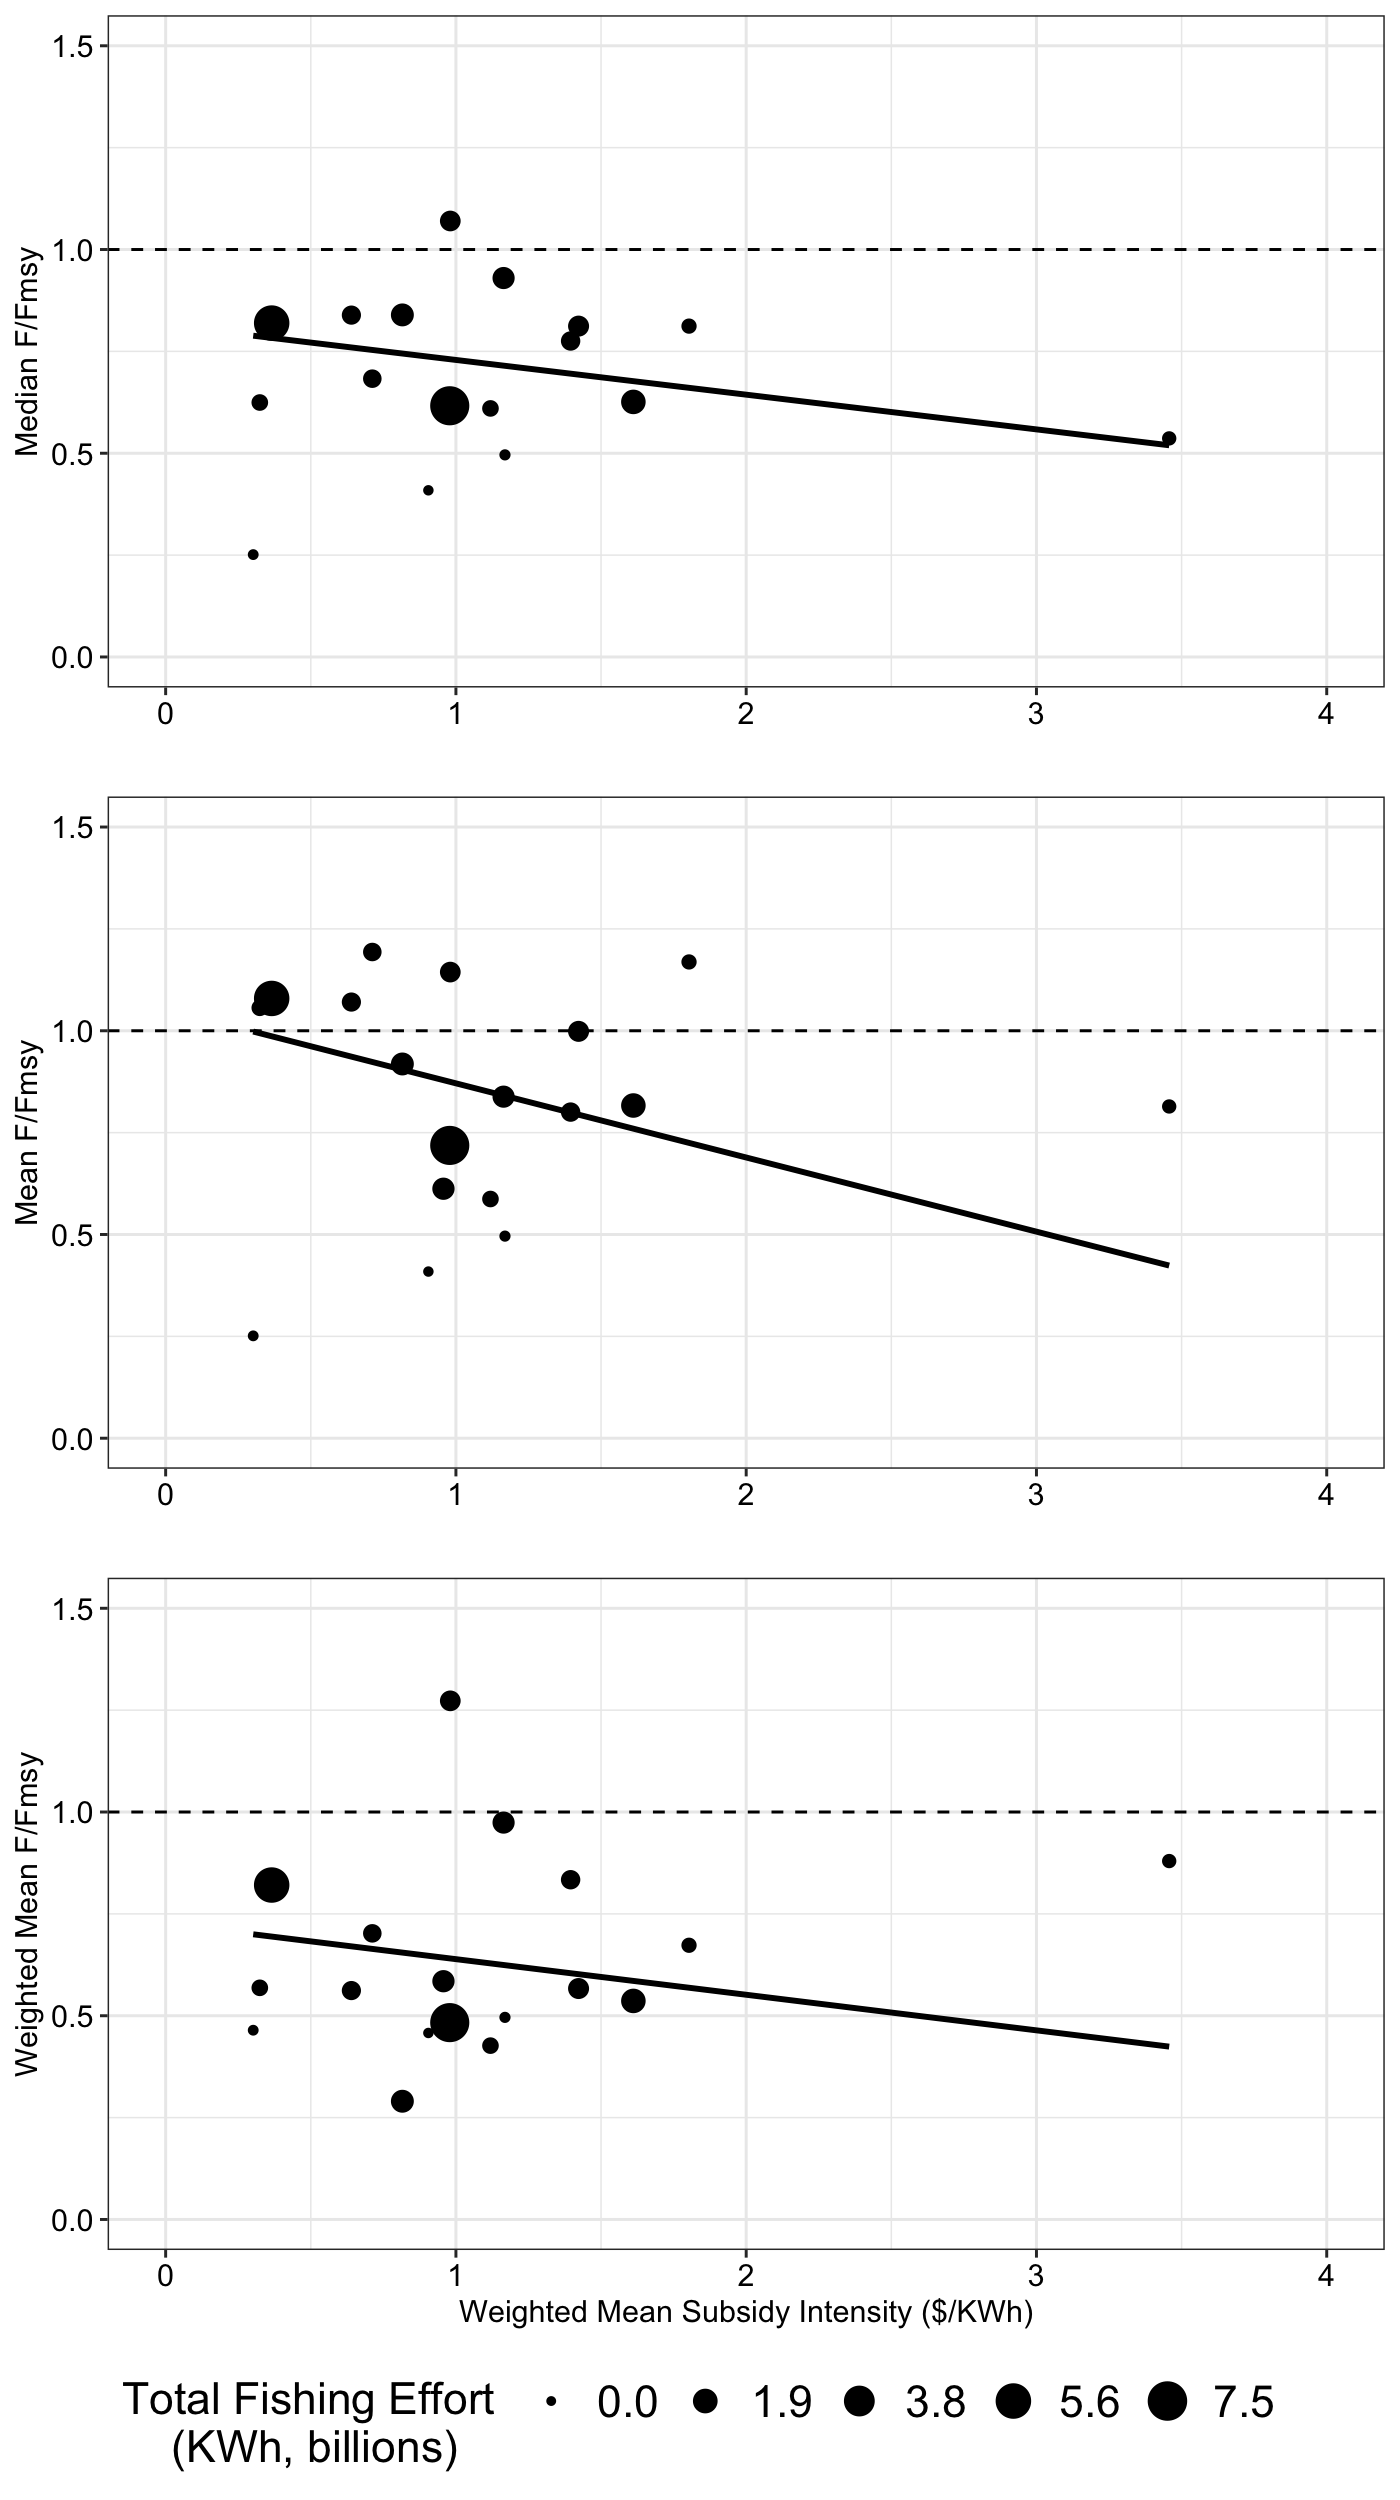 Median F/Fmsy
1.5
1.0
0.5
0.0
0 1 2 3 4
Mean F/Fmsy
1.5
1.0
0.5
0.0
0 1 2 3 4
Weighted Mean F/Fmsy
1.5
1.0
0.5
0.0
0 1 2 3 4
Weighted Mean Subsidy Intensity ($/KWh)
Total Fishing Effort
(KWh, billions)
0.0 1.9 3.8 5.6 7.5